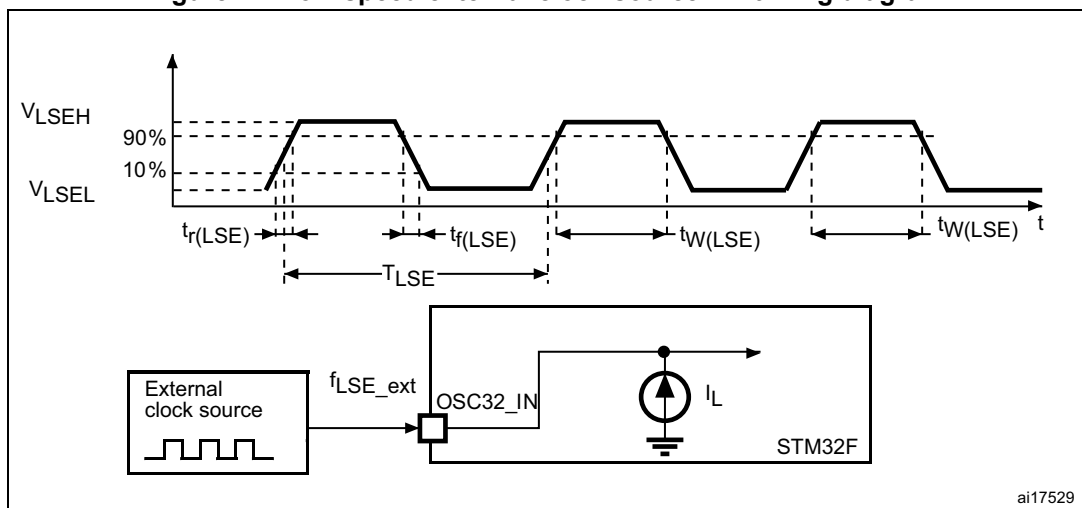 V_LSEH
90%
10%
V_LSEL
t_r(LSE)
t_f(LSE)
t_W(LSE)
t_W(LSE)
t
T_LSE
External
clock source
f_LSE_ext
OSC32_IN
I_L
STM32F
ai17529